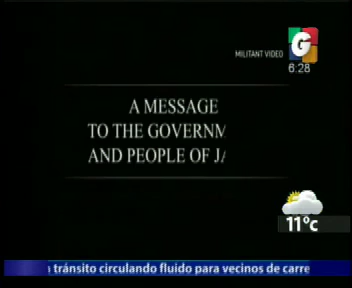 G
MILITANT VIDEO
6:28
A MESSAGE
TO THE GOVERNM
AND PEOPLE OF JA
11°C
tránsito circulando fluido para vecinos de carre